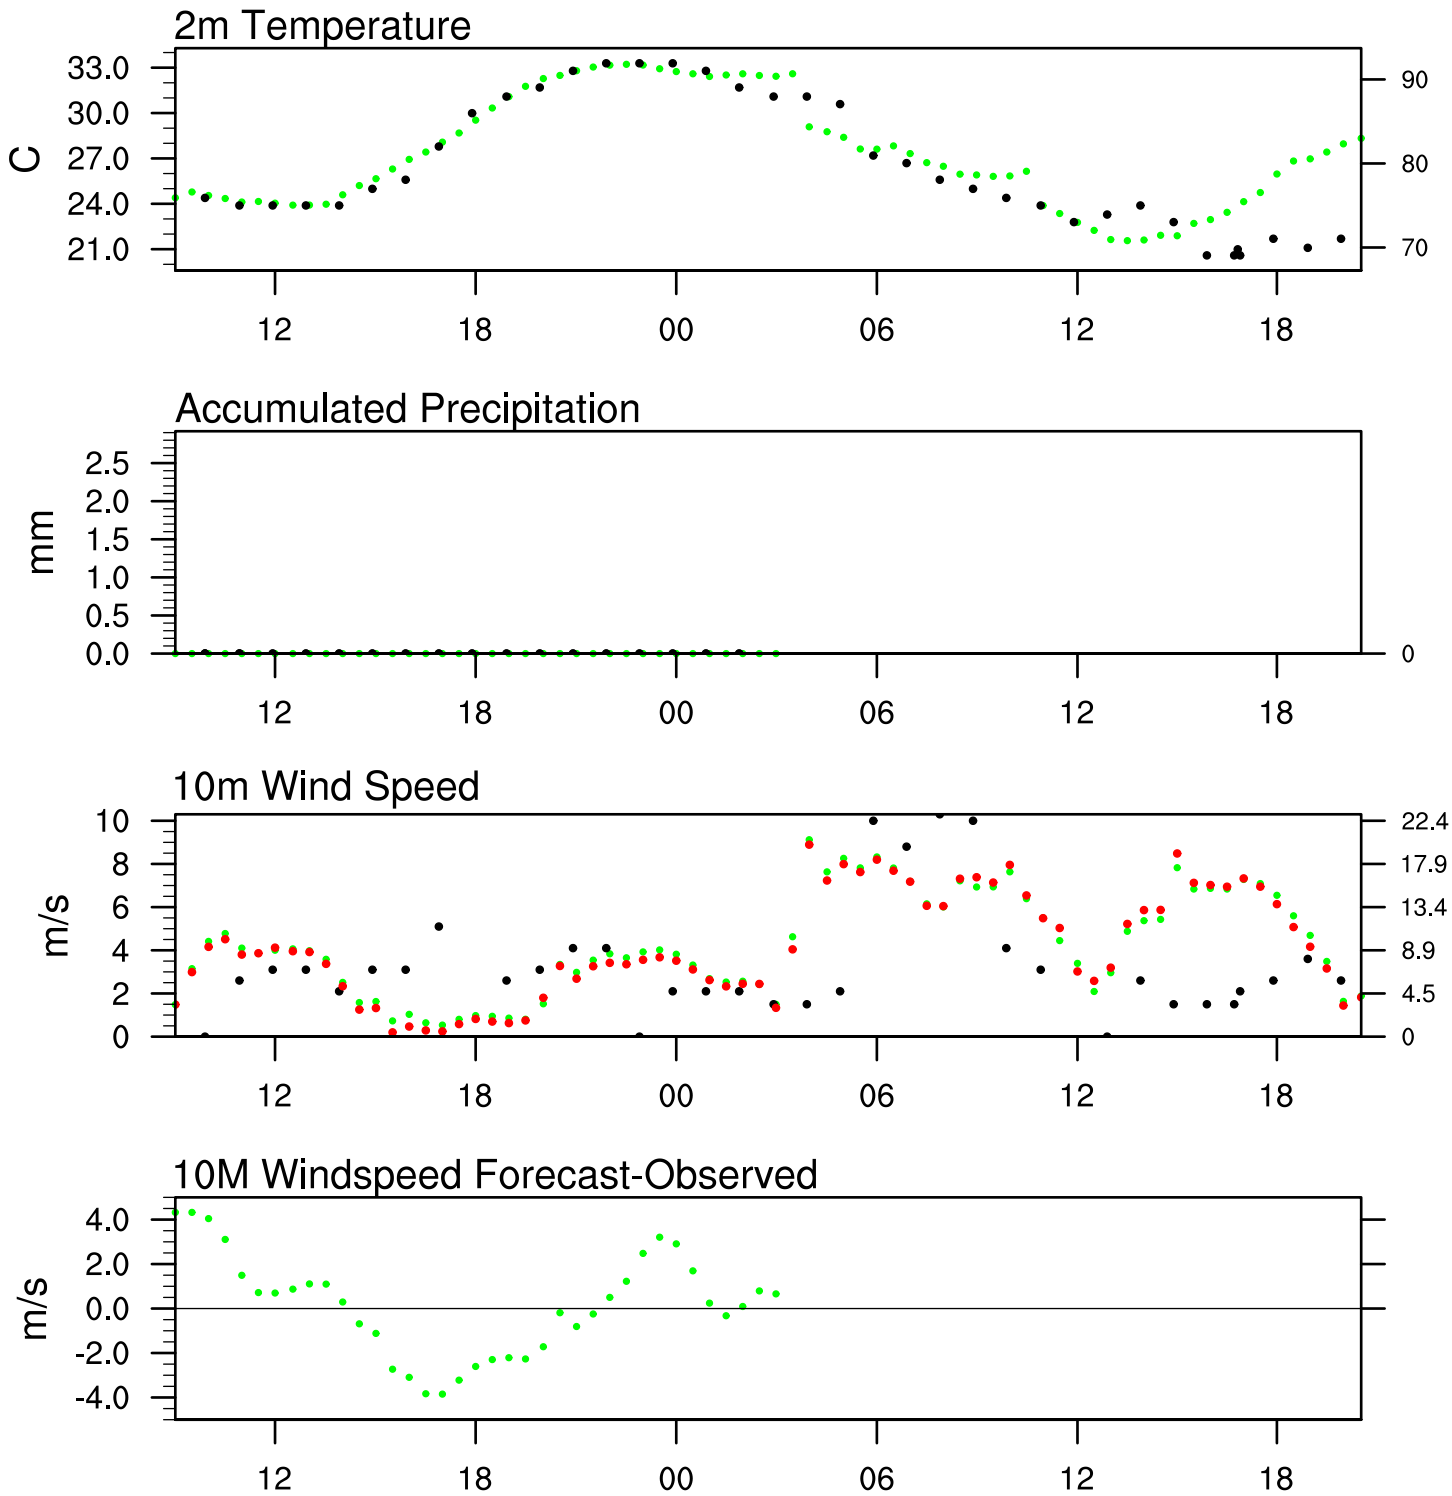 2m Temperature
33.0
30.0
27.0
24.0
21.0
C
90
80
70
12 18 00 06 12 18
Accumulated Precipitation
2.5
2.0
1.5
1.0
0.5
0.0
mm
0
12 18 00 06 12 18
10m Wind Speed
10
8
6
4
2
0
m/s
22.4
17.9
13.4
8.9
4.5
0
12 18 00 06 12 18
10M Windspeed Forecast-Observed
4.0
2.0
0.0
-2.0
-4.0
m/s
12 18 00 06 12 18